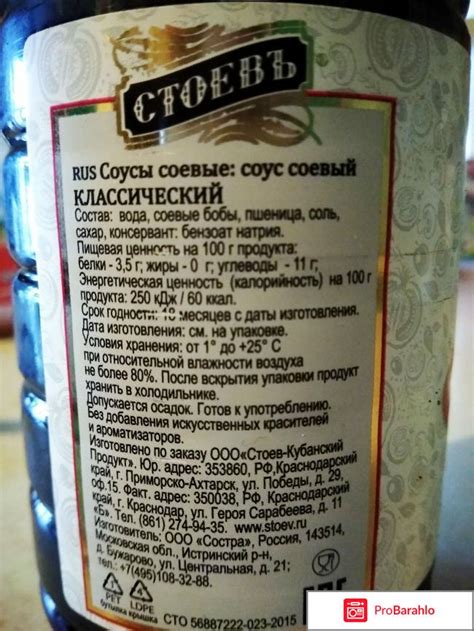 СТОЕВЪ
RUS Соусы соевые: соус соевый
КЛАССИЧЕСКИЙ
Состав: вода, соевые бобы, пшеница, соль,
сахар, консервант: бензоат натрия.
Пищевая ценность на 100 г продукта:
белки - 3,5 г; жиры - 0 г; углеводы - 11 г;
Энергетическая ценность (калорийность) на 100 г
продукта: 250 кДж / 60 ккал.
Срок годности: 18 месяцев с даты изготовления.
Дата изготовления: см. на упаковке.
Условия хранения: от 1° до +25° С
при относительной влажности воздуха
не более 80%. После вскрытия упаковки продукт
хранить в холодильнике.
Допускается осадок. Готов к употреблению.
Без добавления искусственных красителей
и ароматизаторов.
Изготовлено по заказу ООО«Стоев-Кубанский
Продукт». Юр. адрес: 353860, РФ,Краснодарский
край, г. Приморско-Ахтарск, ул. Победы, д. 29,
оф.15. Факт. адрес: 350038, РФ, Краснодарский
край, г. Краснодар, ул. Героя Сарабеева, д. 11
«Б». Тел. (861) 274-94-35. www.stoev.ru
Изготовитель: ООО «Состра», Россия, 143514,
Московская обл., Истринский р-н,
д. Бужарово, ул. Центральная, д. 21;
тел.:+7(495)108-32-88.
PET
бутылка
LDPE
крышка
СТО 56887222-023-2015
ProBarahlo